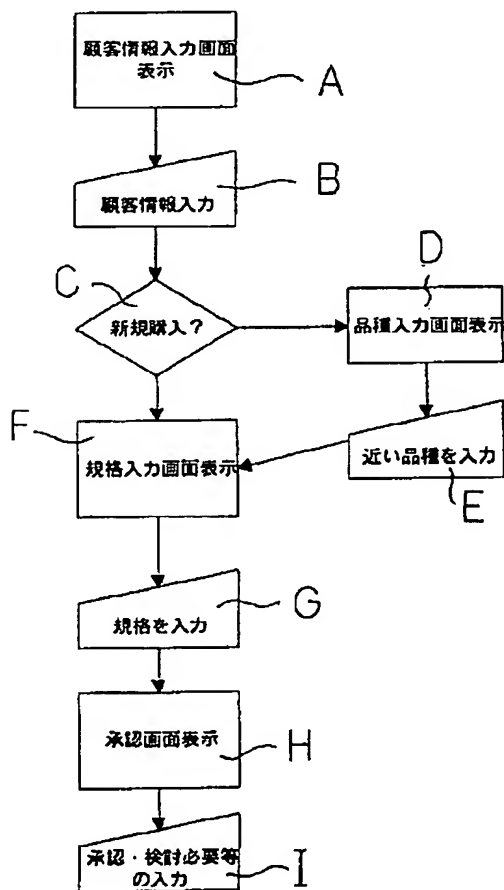 顧客情報入力画面
表示
A
顧客情報入力
B
C
新規購入？
D
品種入力画面表示
近い品種を入力
E
F
規格入力画面表示
規格を入力
G
承認画面表示
H
承認・検討必要等
の入力
I